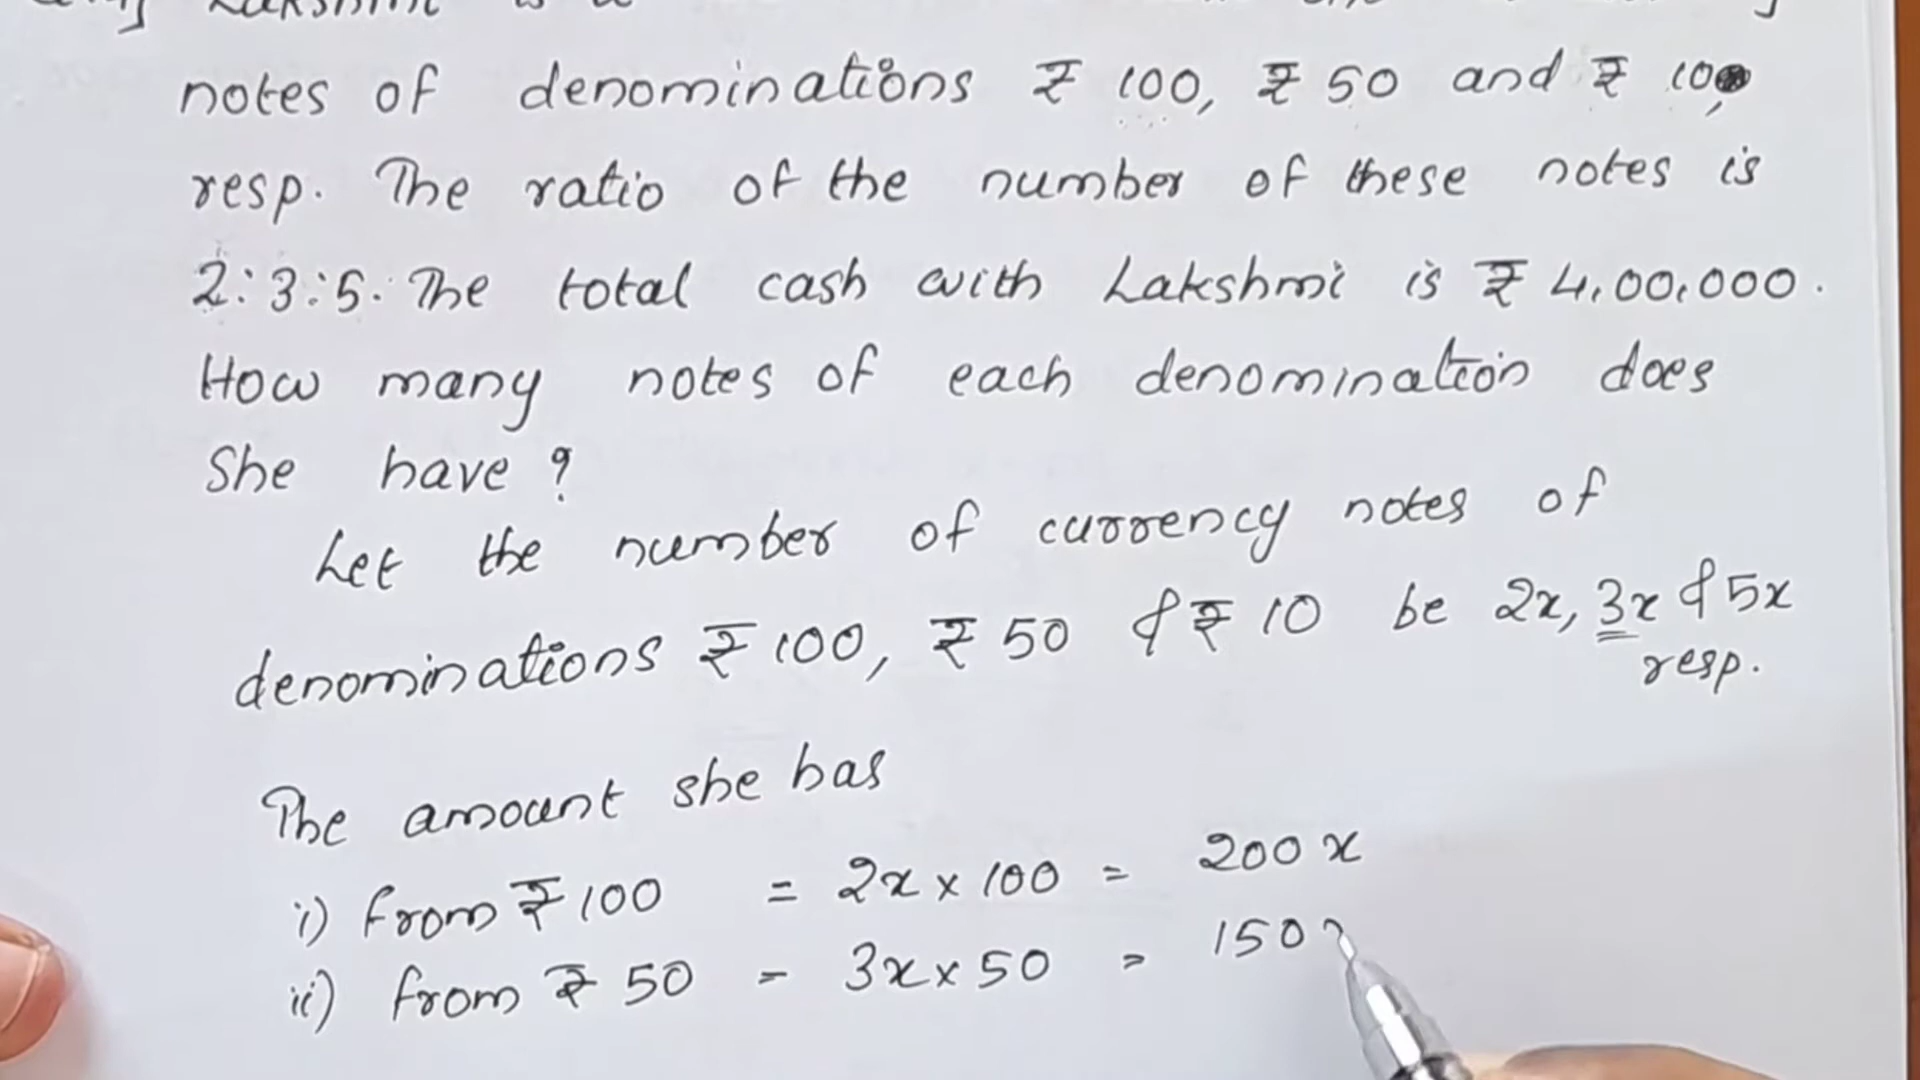 Lakshmi is a
notes of denominations ₹ 100, ₹ 50 and ₹ 10,
resp. The ratio of the number of these notes is
2:3:5. The total cash with Lakshmi is ₹ 4,00,000.
How many notes of each denomination does
She have?
Let the number of currency notes of
denominations ₹ 100, ₹ 50 & ₹ 10 be 2x, 3x & 5x
resp.
The amount she has
i) from ₹ 100 = 2x × 100 = 200 x
ii) from ₹ 50 = 3x × 50 = 150